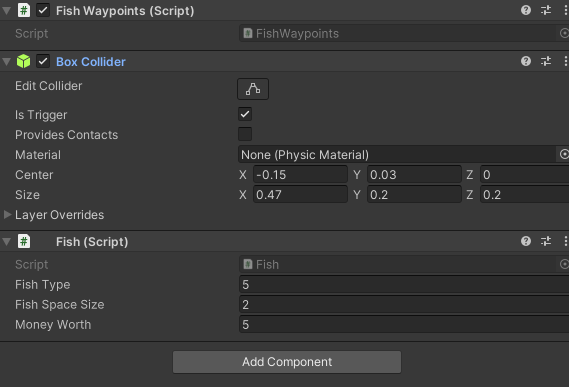 Fish Waypoints (Script)
Script FishWaypoints
Box Collider
Edit Collider
Is Trigger
Provides Contacts
Material None (Physic Material)
Center X -0.15 Y 0.03 Z 0
Size X 0.47 Y 0.2 Z 0.2
Layer Overrides
# Fish (Script)
Script Fish
Fish Type 5
Fish Space Size 2
Money Worth 5
Add Component